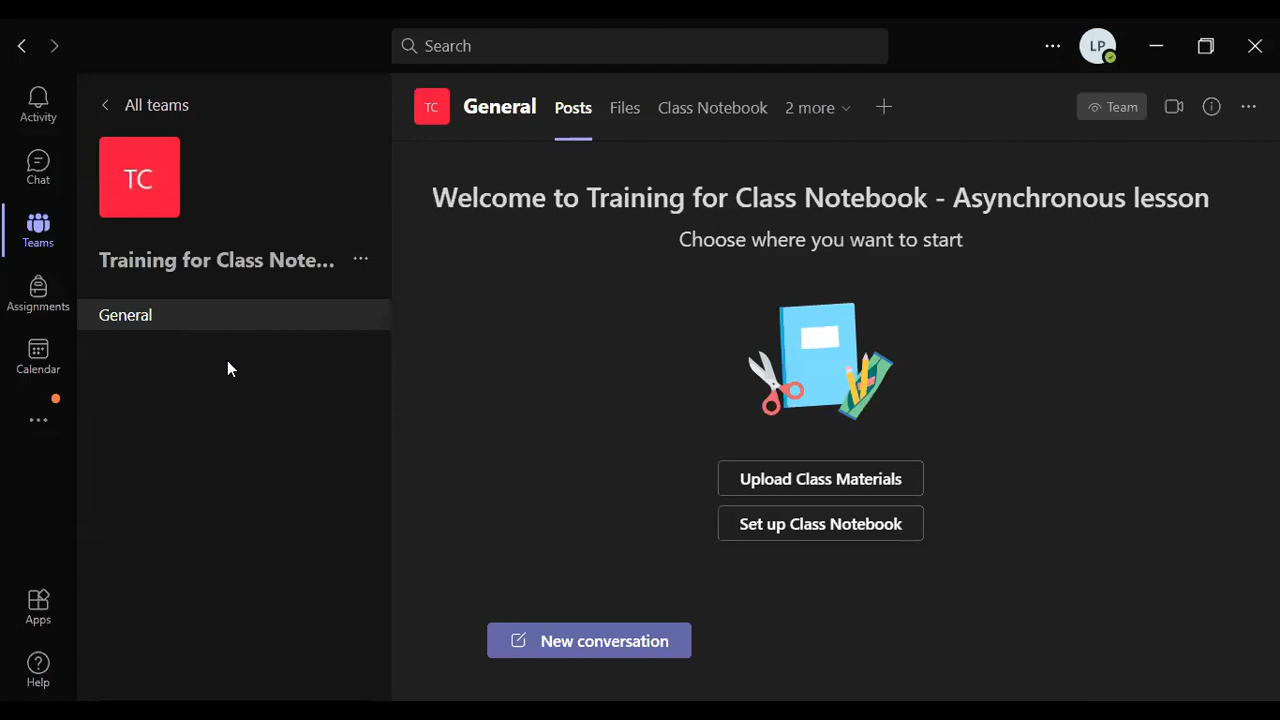 Search
LP
Activity
Chat
Teams
Assignments
Calendar
Apps
Help
All teams
TC
Training for Class Note...
General
TC
General
Posts
Files
Class Notebook
2 more
Team
Welcome to Training for Class Notebook - Asynchronous lesson
Choose where you want to start
Upload Class Materials
Set up Class Notebook
New conversation